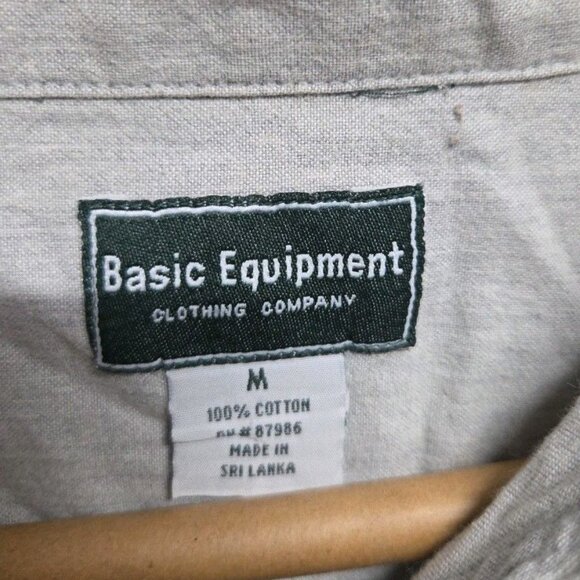 Basic Equipment
CLOTHING COMPANY
M
100% COTTON
RN# 87986
MADE IN
SRI LANKA